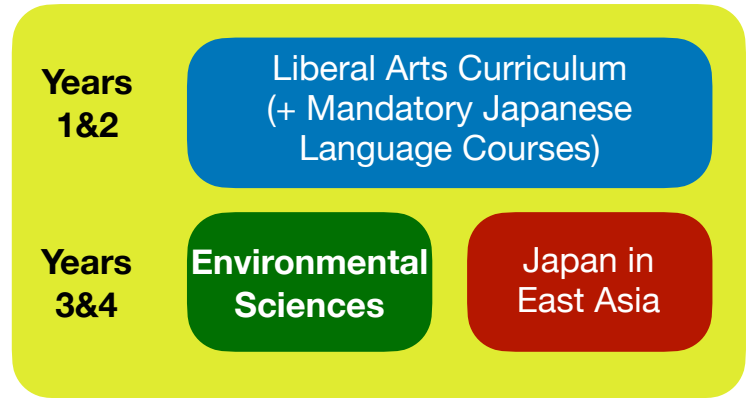 Years
1&2
Liberal Arts Curriculum
(+ Mandatory Japanese
Language Courses)
Years
3&4
Environmental
Sciences
Japan in
East Asia